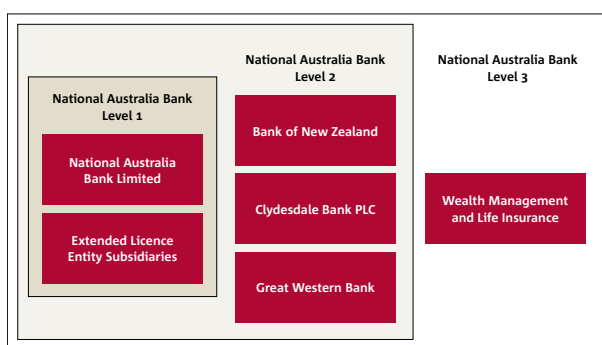 National Australia Bank
Level 1
National Australia
Bank Limited
Extended Licence
Entity Subsidiaries
National Australia Bank
Level 2
Bank of New Zealand
Clydesdale Bank PLC
Great Western Bank
National Australia Bank
Level 3
Wealth Management
and Life Insurance